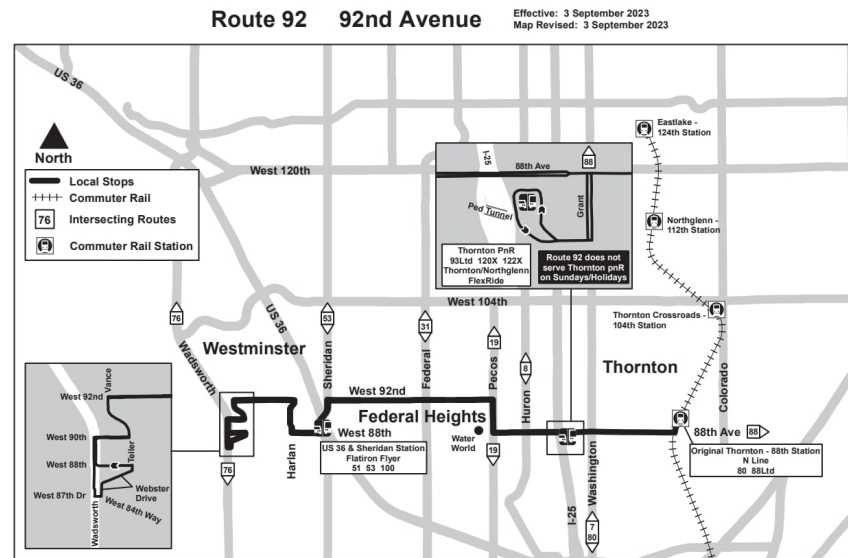 Route 92 92nd Avenue
Effective: 3 September 2023
Map Revised: 3 September 2023
US 36
North
Local Stops
Commuter Rail
76 Intersecting Routes
Commuter Rail Station
West 120th
I-25
88th Ave
88
Ped Tunnel
Grant
Thornton PnR
93Ltd 120X 122X
Thornton/Northglenn
FlexRide
Route 92 does not
serve Thornton pnR
on Sundays/Holidays
Eastlake -
124th Station
Northglenn -
112th Station
Thornton Crossroads -
104th Station
West 104th
US 36
76
53
31
19
8
Wadsworth
Westminster
Sheridan
Federal
Pecos
Huron
Thornton
Colorado
West 92nd
Federal Heights
West 88th
Harlan
Water
World
US 36 & Sheridan Station
Flatiron Flyer
51 53 100
76
19
I-25
Washington
7
80
88th Ave 88
Original Thornton - 88th Station
N Line
80 88Ltd
Vance
West 92nd
West 90th
Teller
West 88th
West 87th Dr
Webster
Drive
West 84th Way
Wadsworth